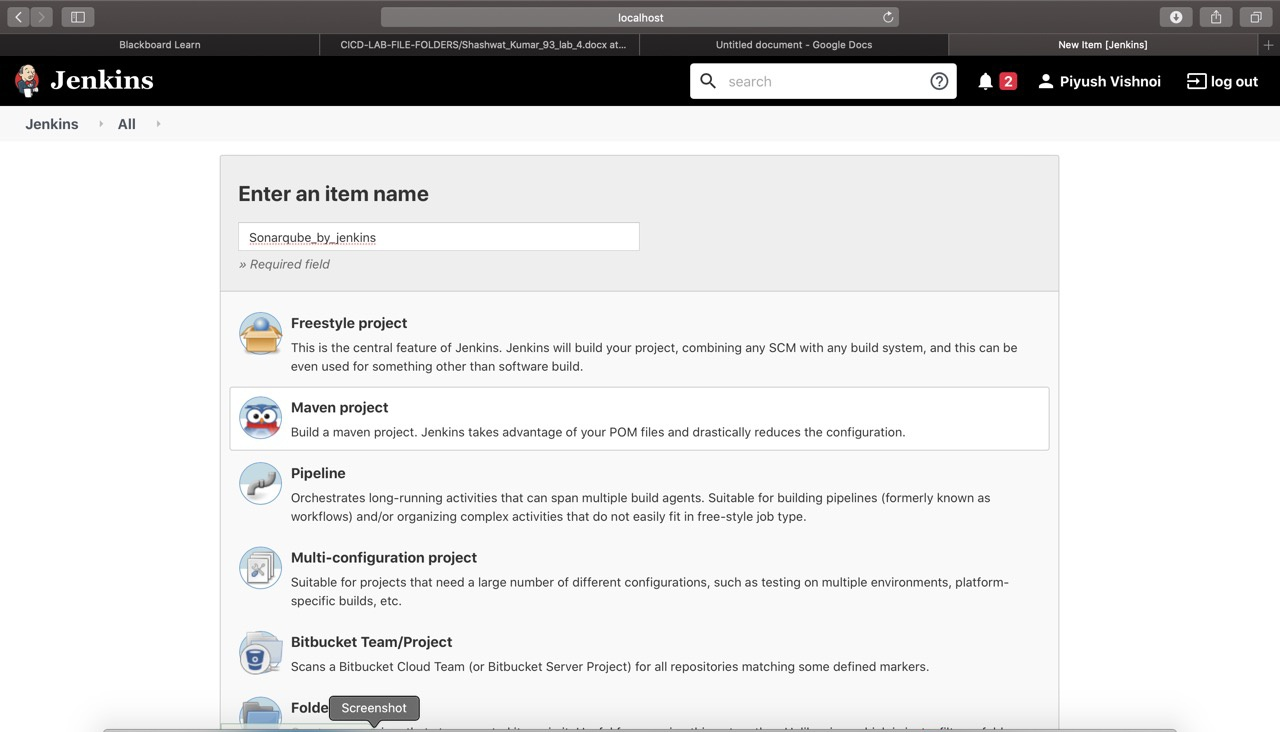 localhost
Blackboard Learn
CICD-LAB-FILE-FOLDERS/Shashwat_Kumar_93_lab_4.docx at...
Untitled document - Google Docs
New Item [Jenkins]
Jenkins
search
2
Piyush Vishnoi
log out
Jenkins
All
Enter an item name
Sonarqube_by_jenkins
» Required field
Freestyle project
This is the central feature of Jenkins. Jenkins will build your project, combining any SCM with any build system, and this can be
even used for something other than software build.
Maven project
Build a maven project. Jenkins takes advantage of your POM files and drastically reduces the configuration.
Pipeline
Orchestrates long-running activities that can span multiple build agents. Suitable for building pipelines (formerly known as
workflows) and/or organizing complex activities that do not easily fit in free-style job type.
Multi-configuration project
Suitable for projects that need a large number of different configurations, such as testing on multiple environments, platform-
specific builds, etc.
Bitbucket Team/Project
Scans a Bitbucket Cloud Team (or Bitbucket Server Project) for all repositories matching some defined markers.
Folde
Screenshot